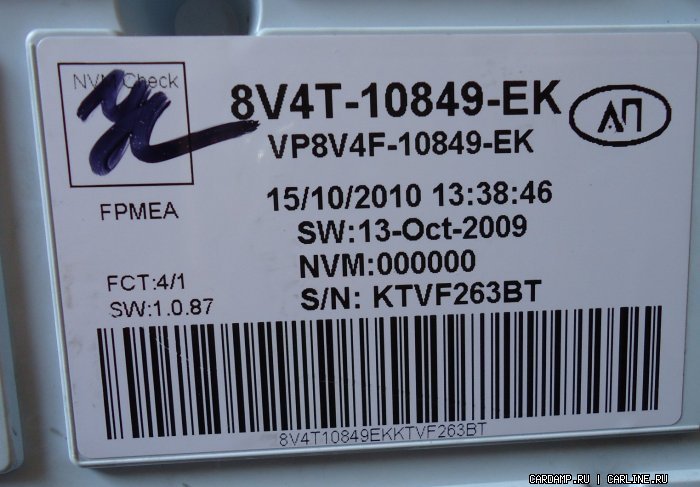 NVM Check
8V4T-10849-EK
VP8V4F-10849-EK
15/10/2010 13:38:46
SW:13-Oct-2009
NVM:000000
S/N: KTVF263BT
FPMEA
FCT:4/1
SW:1.0.87
8V4T10849EKKTVF263BT
CARDAMP.RU | CARLINE.RU